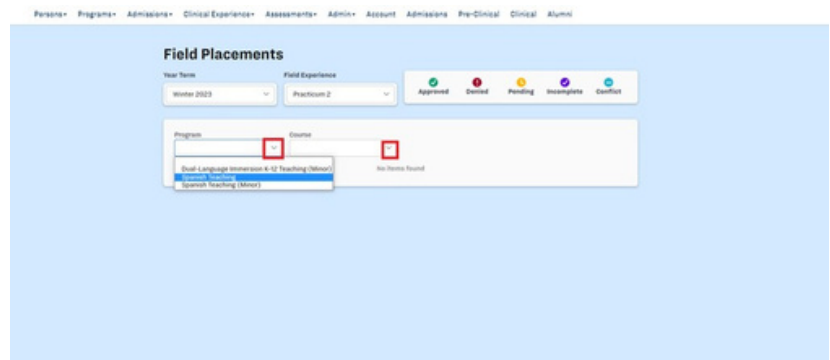 Persons Programs Admissions Clinical Experience Assessments Admin Account Admissions Pre-Clinical Clinical Alumni
Field Placements
Year Term Field Experience
Winter 2023 Practicum 2
Approved Denied Pending Incomplete Conflict
Program Course
Dual-Language Immersion K-12 Teaching (Minor)
Spanish Teaching
Spanish Teaching (Minor)
No items found